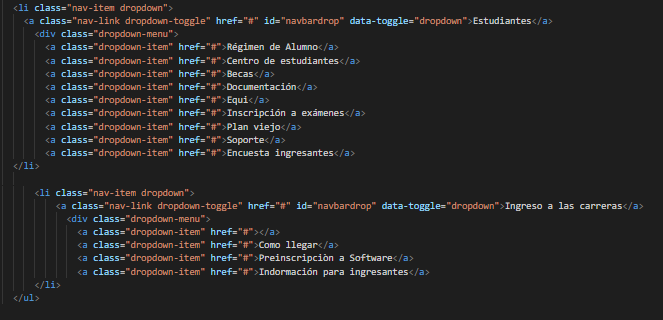 <li class="nav-item dropdown">
<a class="nav-link dropdown-toggle" href="#" id="navbardrop" data-toggle="dropdown">Estudiantes</a>
<div class="dropdown-menu">
<a class="dropdown-item" href="#">Régimen de Alumno</a>
<a class="dropdown-item" href="#">Centro de estudiantes</a>
<a class="dropdown-item" href="#">Becas</a>
<a class="dropdown-item" href="#">Documentación</a>
<a class="dropdown-item" href="#">Equi</a>
<a class="dropdown-item" href="#">Inscripción a exámenes</a>
<a class="dropdown-item" href="#">Plan viejo</a>
<a class="dropdown-item" href="#">Soporte</a>
<a class="dropdown-item" href="#">Encuesta ingresantes</a>
</li>
<li class="nav-item dropdown">
<a class="nav-link dropdown-toggle" href="#" id="navbardrop" data-toggle="dropdown">Ingreso a las carreras</a>
<div class="dropdown-menu">
<a class="dropdown-item" href="#"></a>
<a class="dropdown-item" href="#">Como llegar</a>
<a class="dropdown-item" href="#">Preinscripciòn a Software</a>
<a class="dropdown-item" href="#">Indormación para ingresantes</a>
</li>
</ul>